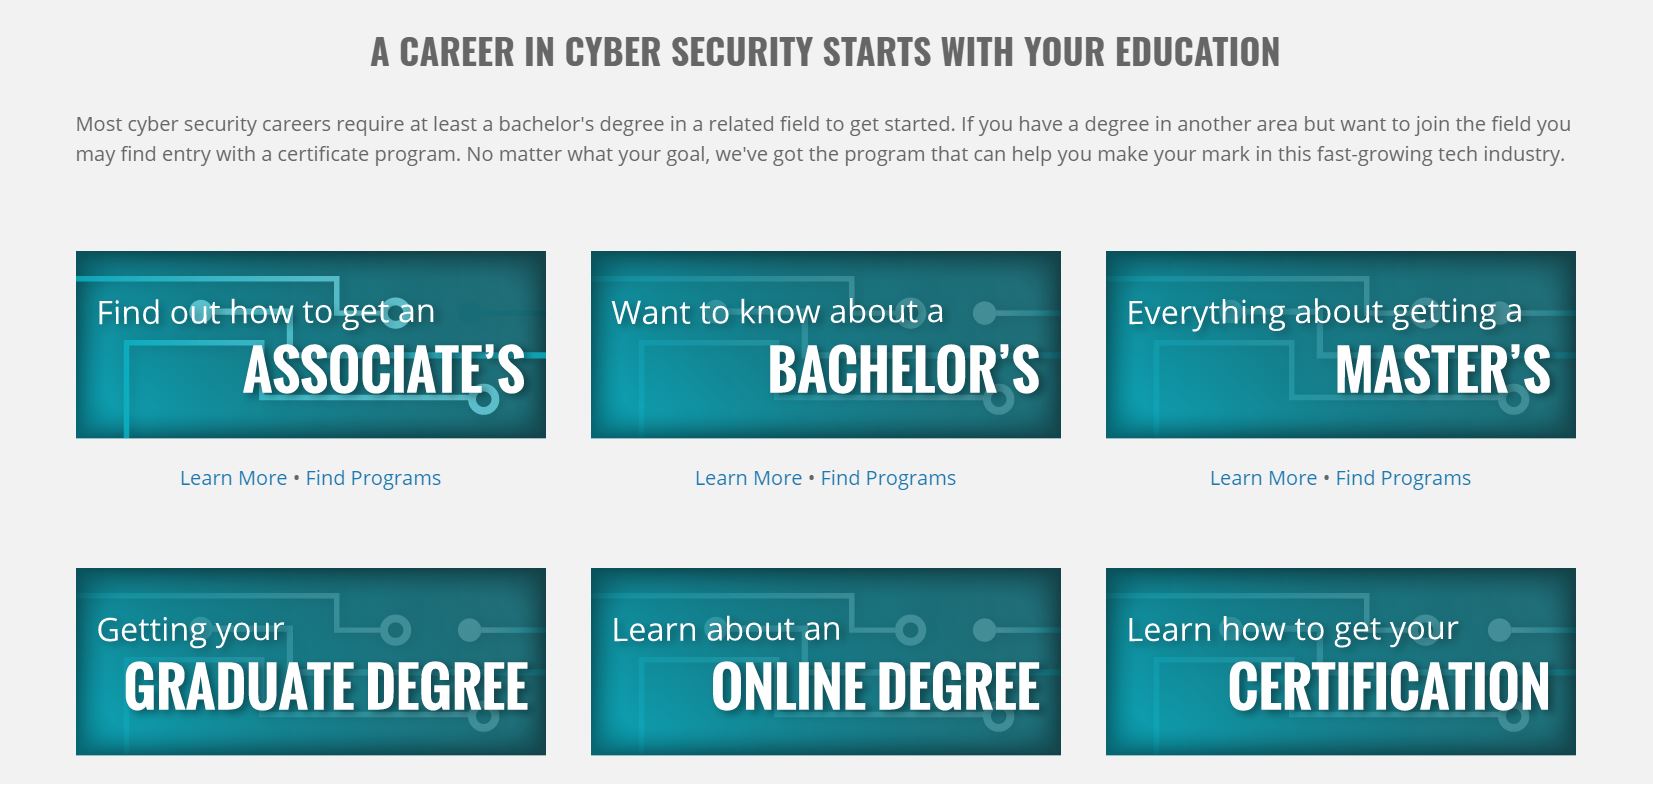 A CAREER IN CYBER SECURITY STARTS WITH YOUR EDUCATION
Most cyber security careers require at least a bachelor's degree in a related field to get started. If you have a degree in another area but want to join the field you
may find entry with a certificate program. No matter what your goal, we've got the program that can help you make your mark in this fast-growing tech industry.
Find out how to get an
ASSOCIATE’S
Learn More • Find Programs
Want to know about a
BACHELOR’S
Learn More • Find Programs
Everything about getting a
MASTER’S
Learn More • Find Programs
Getting your
GRADUATE DEGREE
Learn about an
ONLINE DEGREE
Learn how to get your
CERTIFICATION